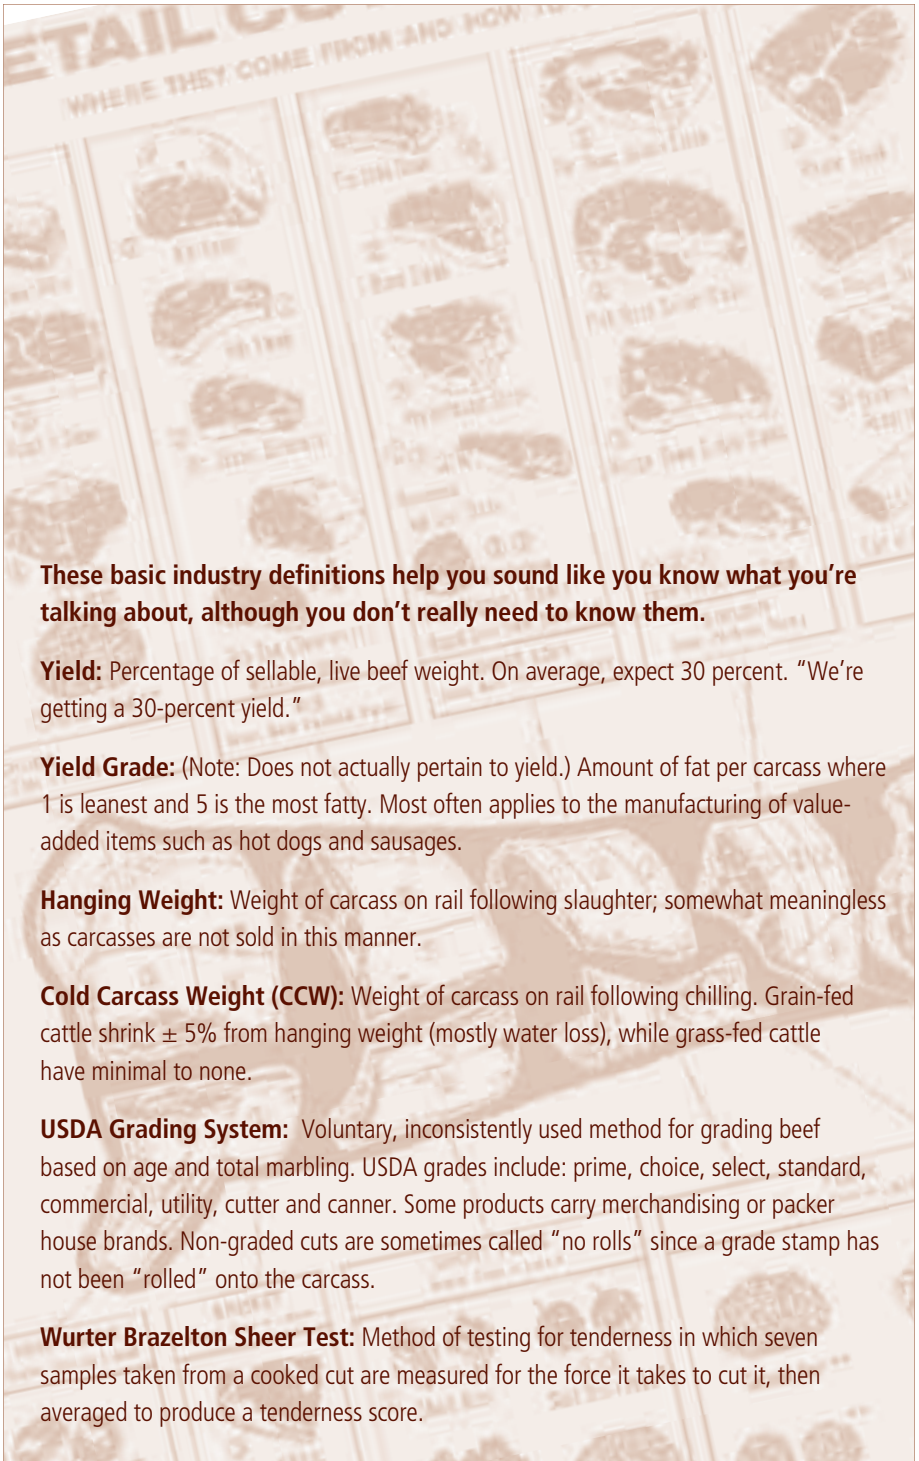 ETAIL CU
WHERE THEY COME FROM AND HOW TO
These basic industry definitions help you sound like you know what you’re
talking about, although you don’t really need to know them.
Yield: Percentage of sellable, live beef weight. On average, expect 30 percent. “We’re
getting a 30-percent yield.”
Yield Grade: (Note: Does not actually pertain to yield.) Amount of fat per carcass where
1 is leanest and 5 is the most fatty. Most often applies to the manufacturing of value-
added items such as hot dogs and sausages.
Hanging Weight: Weight of carcass on rail following slaughter; somewhat meaningless
as carcasses are not sold in this manner.
Cold Carcass Weight (CCW): Weight of carcass on rail following chilling. Grain-fed
cattle shrink ± 5% from hanging weight (mostly water loss), while grass-fed cattle
have minimal to none.
USDA Grading System:  Voluntary, inconsistently used method for grading beef
based on age and total marbling. USDA grades include: prime, choice, select, standard,
commercial, utility, cutter and canner. Some products carry merchandising or packer
house brands. Non-graded cuts are sometimes called “no rolls” since a grade stamp has
not been “rolled” onto the carcass.
Wurter Brazelton Sheer Test: Method of testing for tenderness in which seven
samples taken from a cooked cut are measured for the force it takes to cut it, then
averaged to produce a tenderness score.